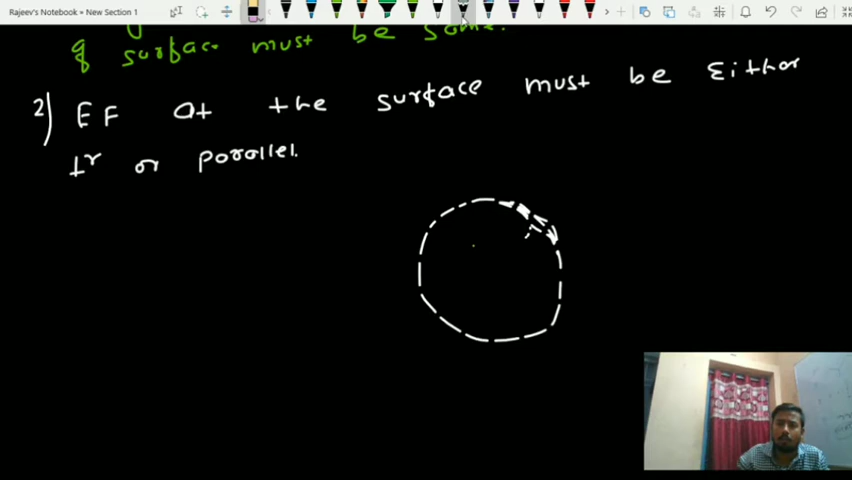 Rajeev's Notebook » New Section 1
of surface must be same.
2) EF at the surface must be Either
⊥r or parallel.